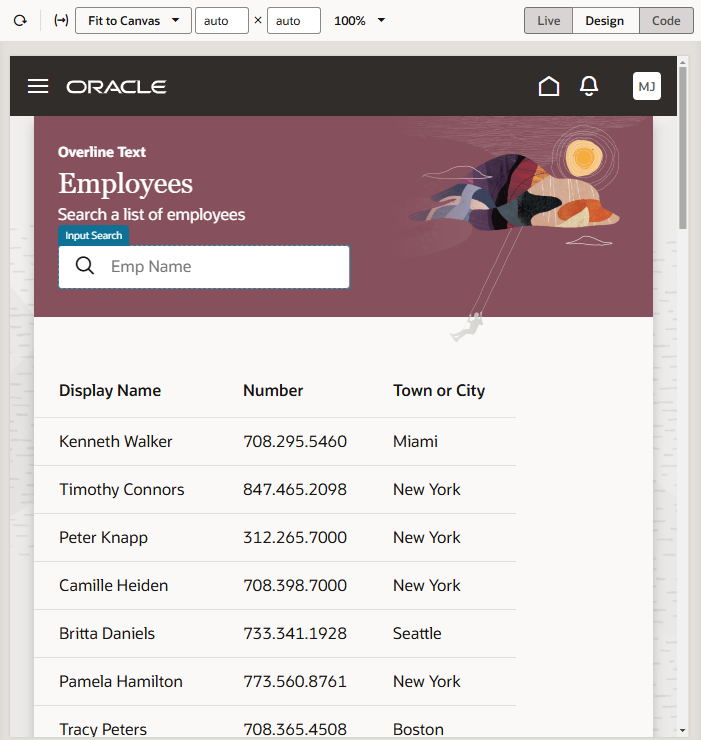 Fit to Canvas auto × auto 100% Live Design Code
ORACLE MJ
Overline Text
Employees
Search a list of employees
Input Search
Emp Name
Display Name Number Town or City
Kenneth Walker 708.295.5460 Miami
Timothy Connors 847.465.2098 New York
Peter Knapp 312.265.7000 New York
Camille Heiden 708.398.7000 New York
Britta Daniels 733.341.1928 Seattle
Pamela Hamilton 773.560.8761 New York
Tracy Peters 708.365.4508 Boston